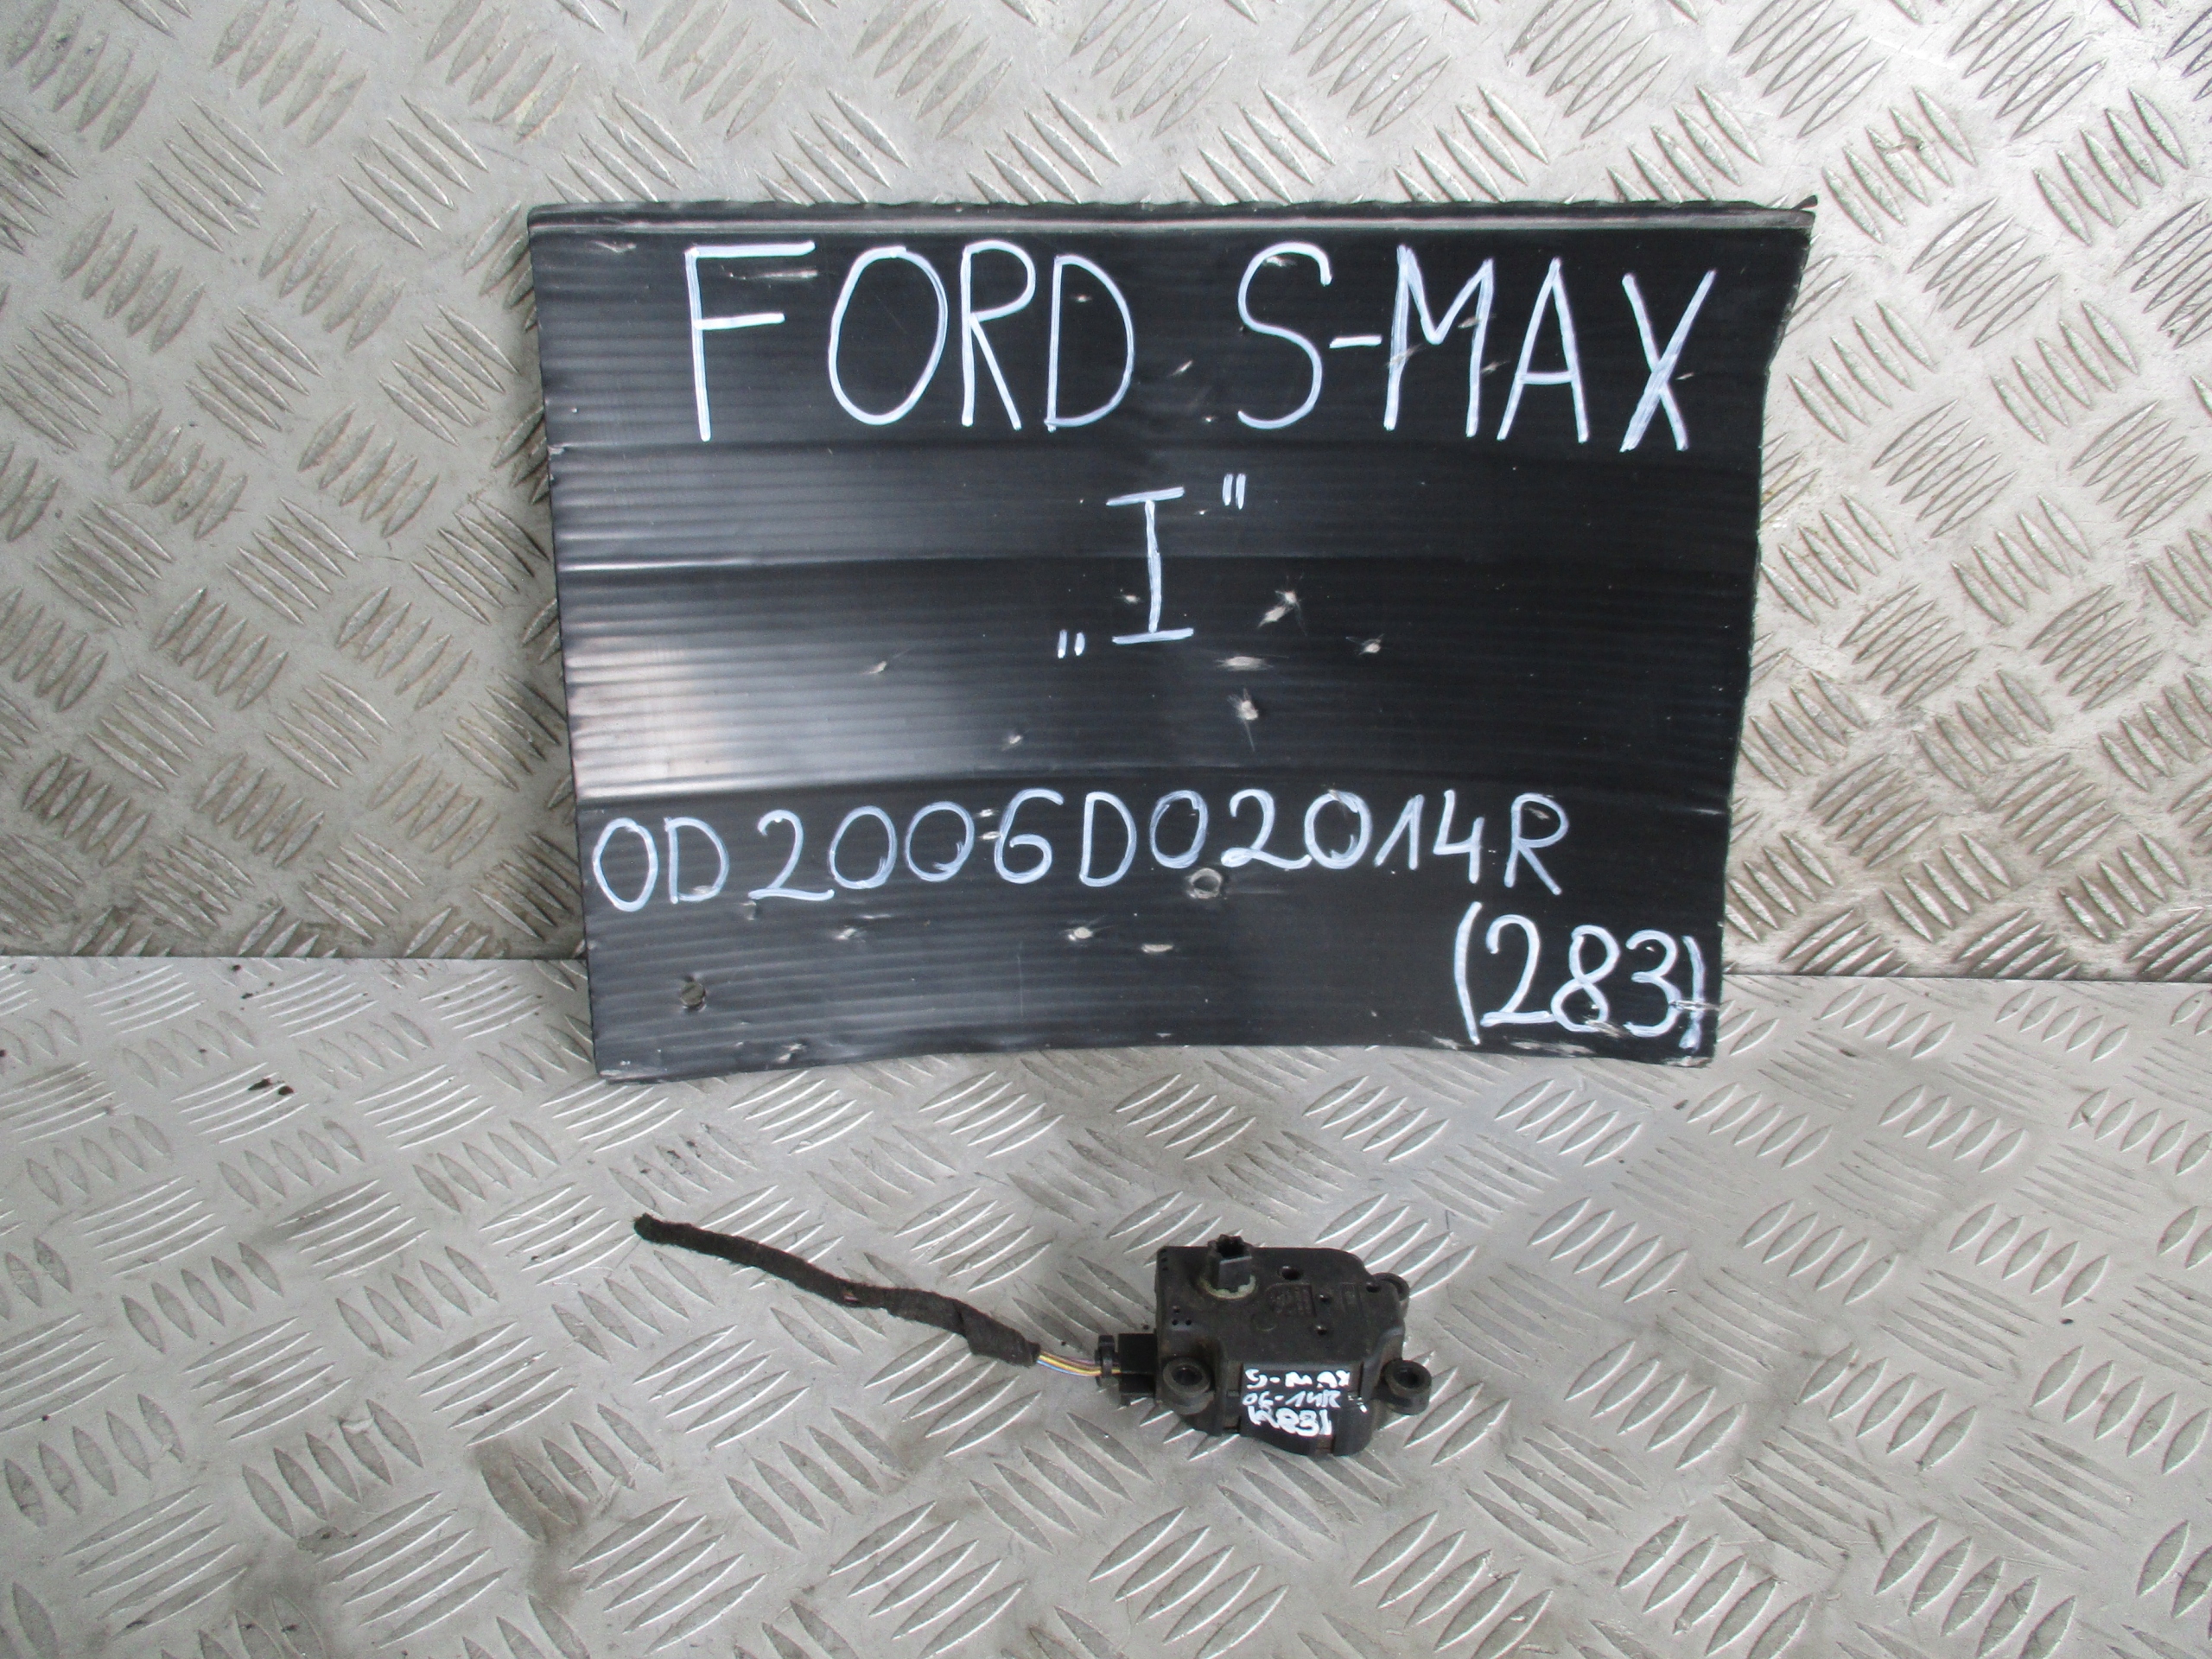 FORD S-MAX
„I"
OD2006DO2014R
(283)
S-MAX
06-14R